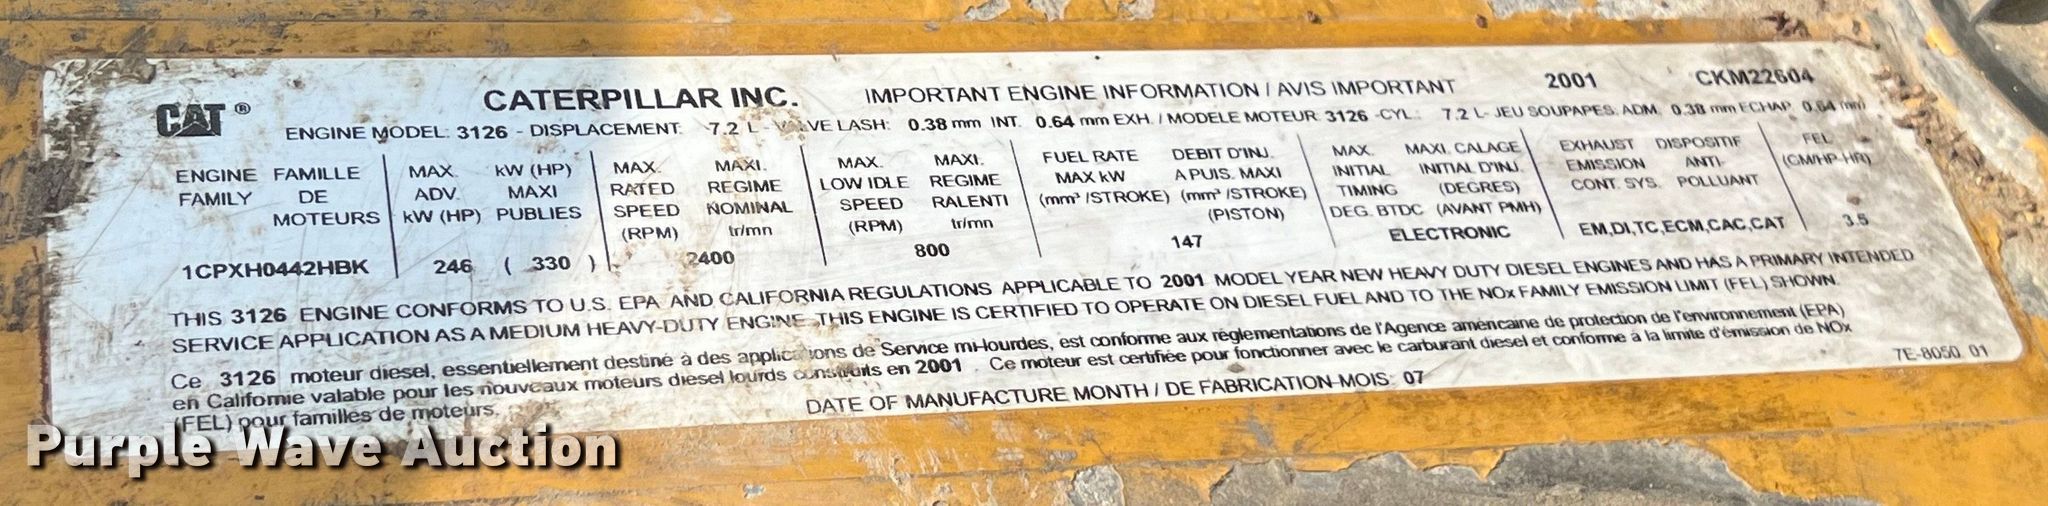 CAT ® CATERPILLAR INC. IMPORTANT ENGINE INFORMATION / AVIS IMPORTANT 2001 CKM22604
ENGINE MODEL: 3126 - DISPLACEMENT: 7.2 L - VALVE LASH: 0.38 mm INT. 0.64 mm EXH. / MODELE MOTEUR 3126 -CYL.: 7.2 L- JEU SOUPAPES: ADM. 0.38 mm ECHAP. 0.64 mm
ENGINE FAMILLE
FAMILY DE
MOTEURS
1CPXH0442HBK
MAX. kW (HP)
ADV. MAXI
kW (HP) PUBLIES
246 ( 330 )
MAX. MAXI.
RATED REGIME
SPEED NOMINAL
(RPM) tr/mn
2400
MAX. MAXI.
LOW IDLE REGIME
SPEED RALENTI
(RPM) tr/mn
800
FUEL RATE DEBIT D'INJ.
MAX kW A PUIS. MAXI
(mm³ /STROKE) (mm³ /STROKE)
(PISTON)
147
MAX. MAXI. CALAGE
INITIAL INITIAL D'INJ.
TIMING (DEGRES)
DEG. BTDC (AVANT PMH)
ELECTRONIC
EXHAUST DISPOSITIF
EMISSION ANTI-
CONT. SYS. POLLUANT
EM,DI,TC,ECM,CAC,CAT
FEL
(GM/HP-HR)
3.5
THIS 3126 ENGINE CONFORMS TO U.S. EPA AND CALIFORNIA REGULATIONS APPLICABLE TO 2001 MODEL YEAR NEW HEAVY DUTY DIESEL ENGINES AND HAS A PRIMARY INTENDED
SERVICE APPLICATION AS A MEDIUM HEAVY-DUTY ENGINE. THIS ENGINE IS CERTIFIED TO OPERATE ON DIESEL FUEL AND TO THE NOx FAMILY EMISSION LIMIT (FEL) SHOWN.
Ce 3126 moteur diesel, essentiellement destiné à des applications de Service mi-lourdes, est conforme aux réglementations de l'Agence américaine de protection de l'environnement (EPA)
en Californie valable pour les nouveaux moteurs diesel lourds construits en 2001 . Ce moteur est certifiée pour fonctionner avec le carburant diesel et conforme à la limite d'émission de NOx
(FEL) pour familles de moteurs.
DATE OF MANUFACTURE MONTH / DE FABRICATION-MOIS: 07
7E-8050 01
Purple Wave Auction